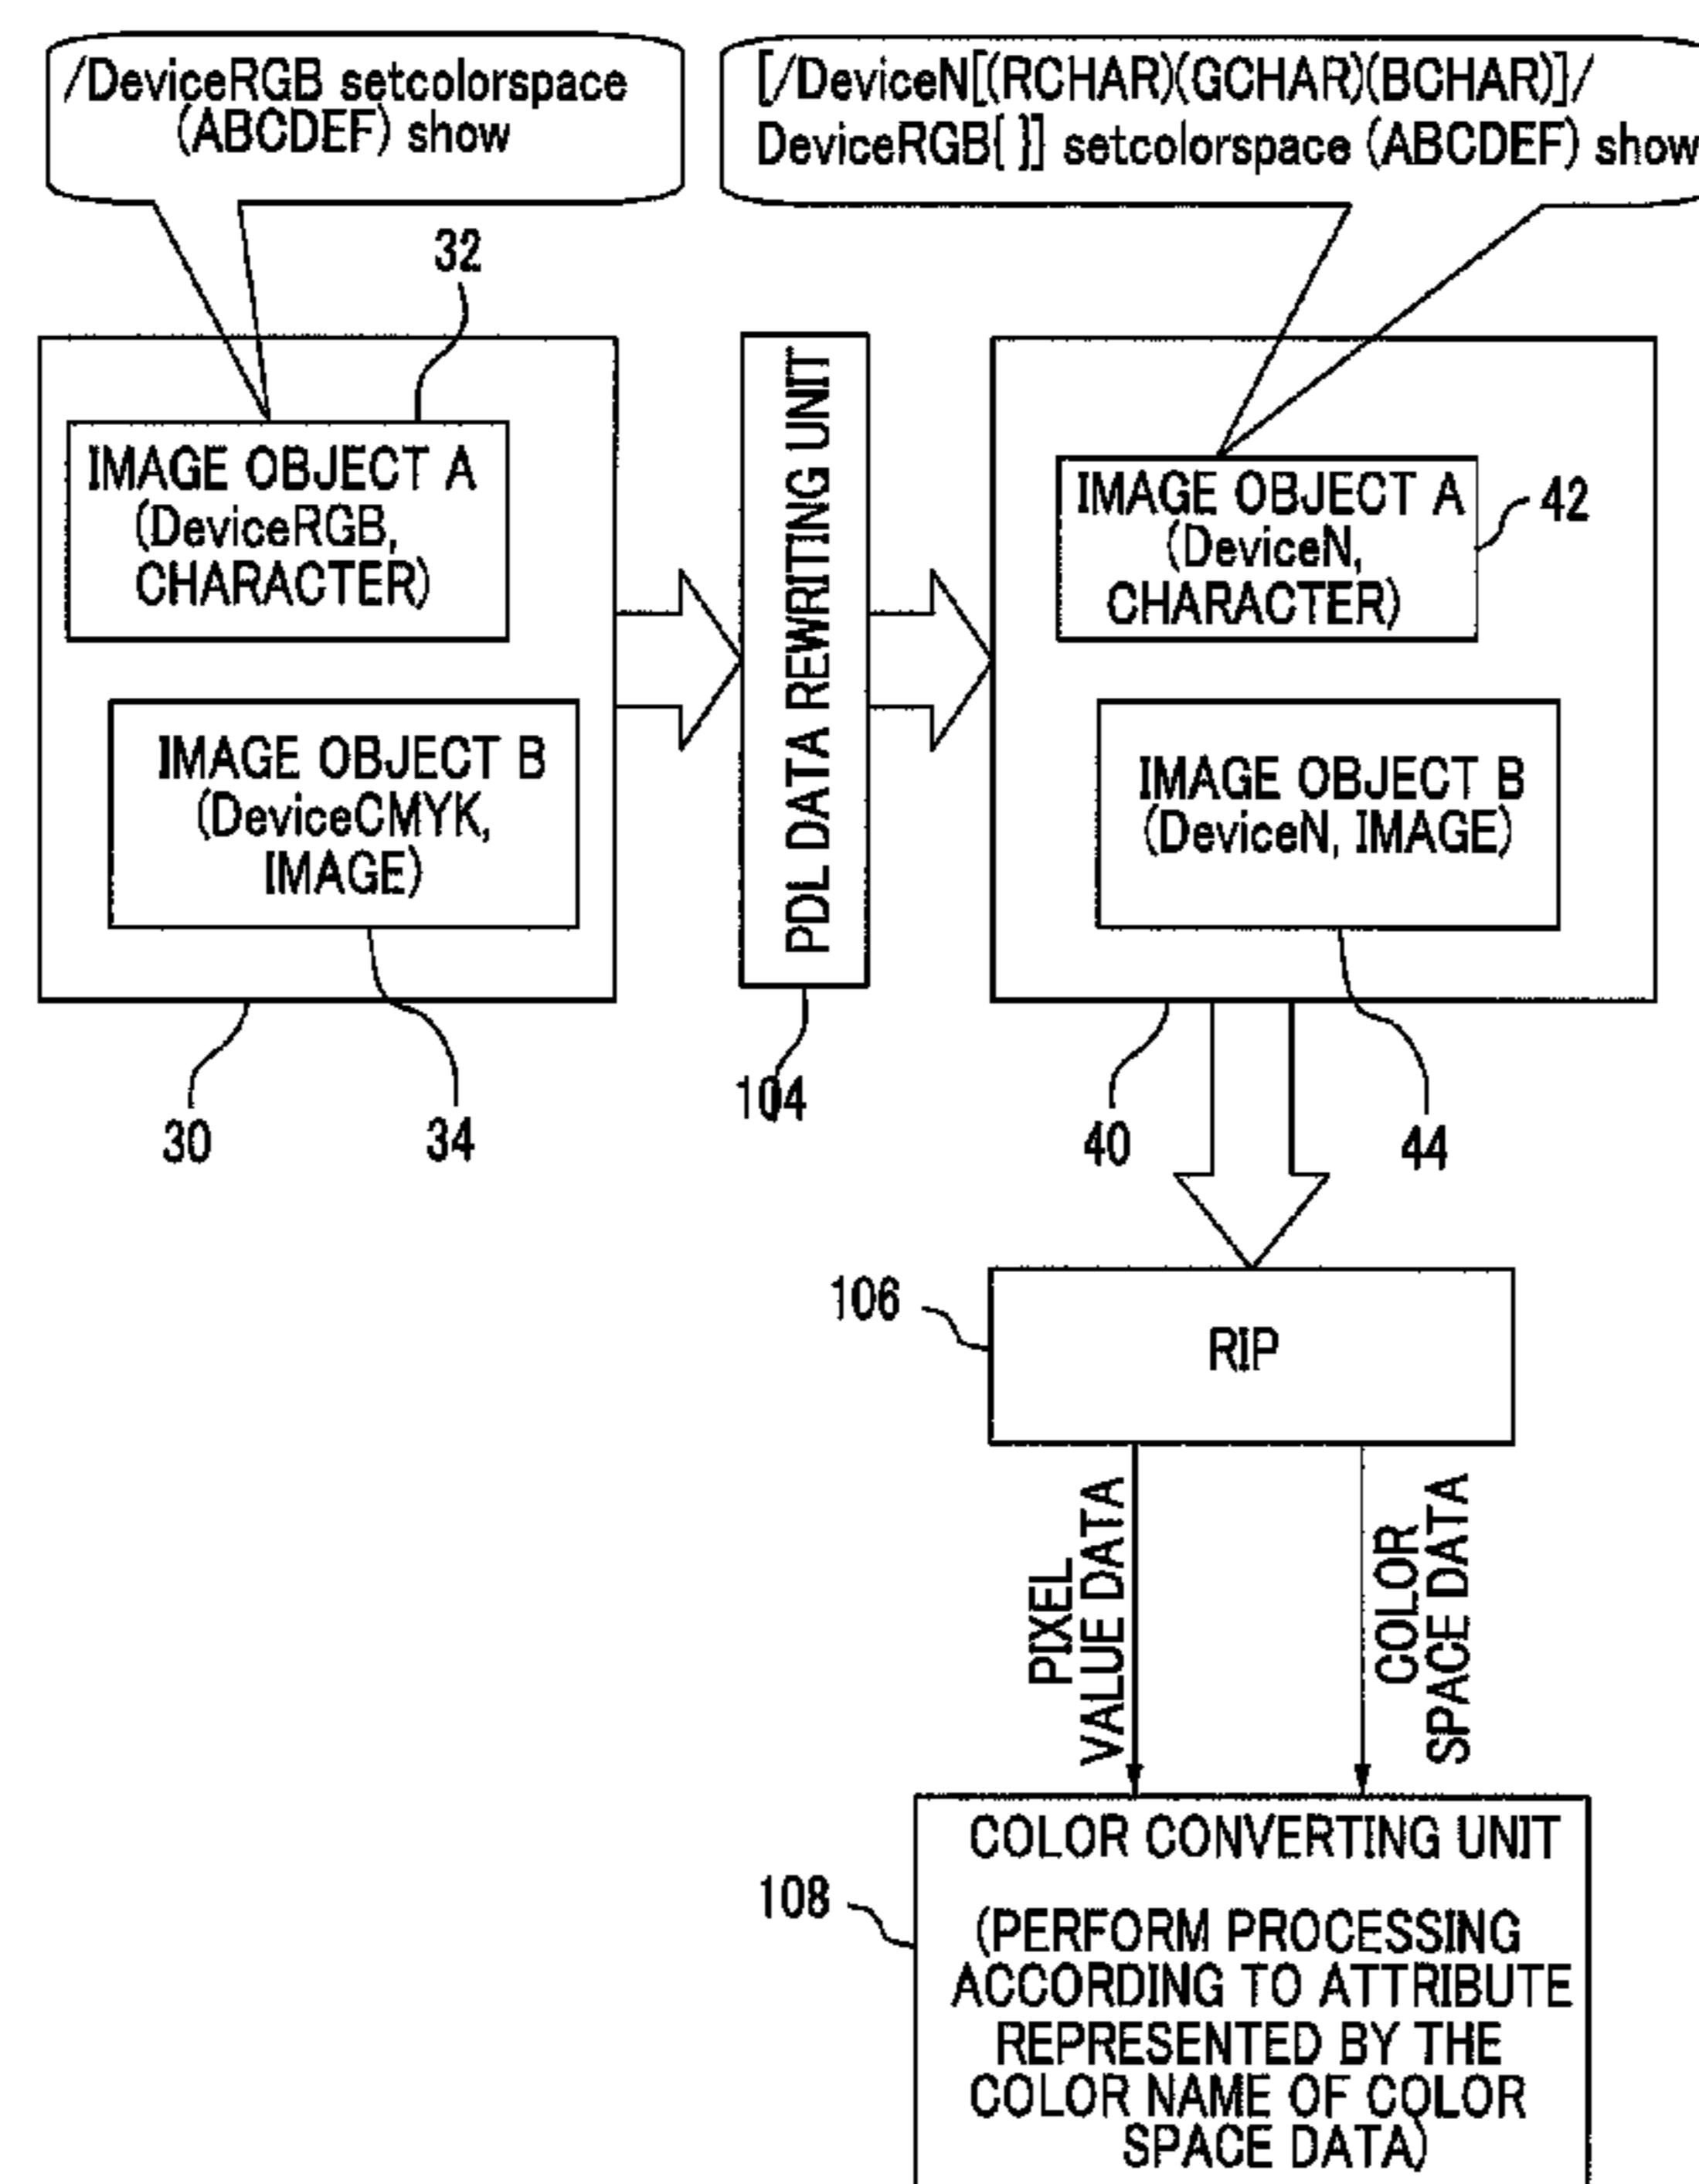 /DeviceRGB setcolorspace
(ABCDEF) show
[/DeviceN[(RCHAR)(GCHAR)(BCHAR)]/
DeviceRGB{ }] setcolorspace (ABCDEF) show
32
IMAGE OBJECT A
(DeviceRGB,
CHARACTER)
IMAGE OBJECT B
(DeviceCMYK,
IMAGE)
30
34
PDL DATA REWRITING UNIT
104
IMAGE OBJECT A
(DeviceN,
CHARACTER)
42
IMAGE OBJECT B
(DeviceN, IMAGE)
40
44
106
RIP
PIXEL
VALUE DATA
COLOR
SPACE DATA
108
COLOR CONVERTING UNIT
(PERFORM PROCESSING
ACCORDING TO ATTRIBUTE
REPRESENTED BY THE
COLOR NAME OF COLOR
SPACE DATA)